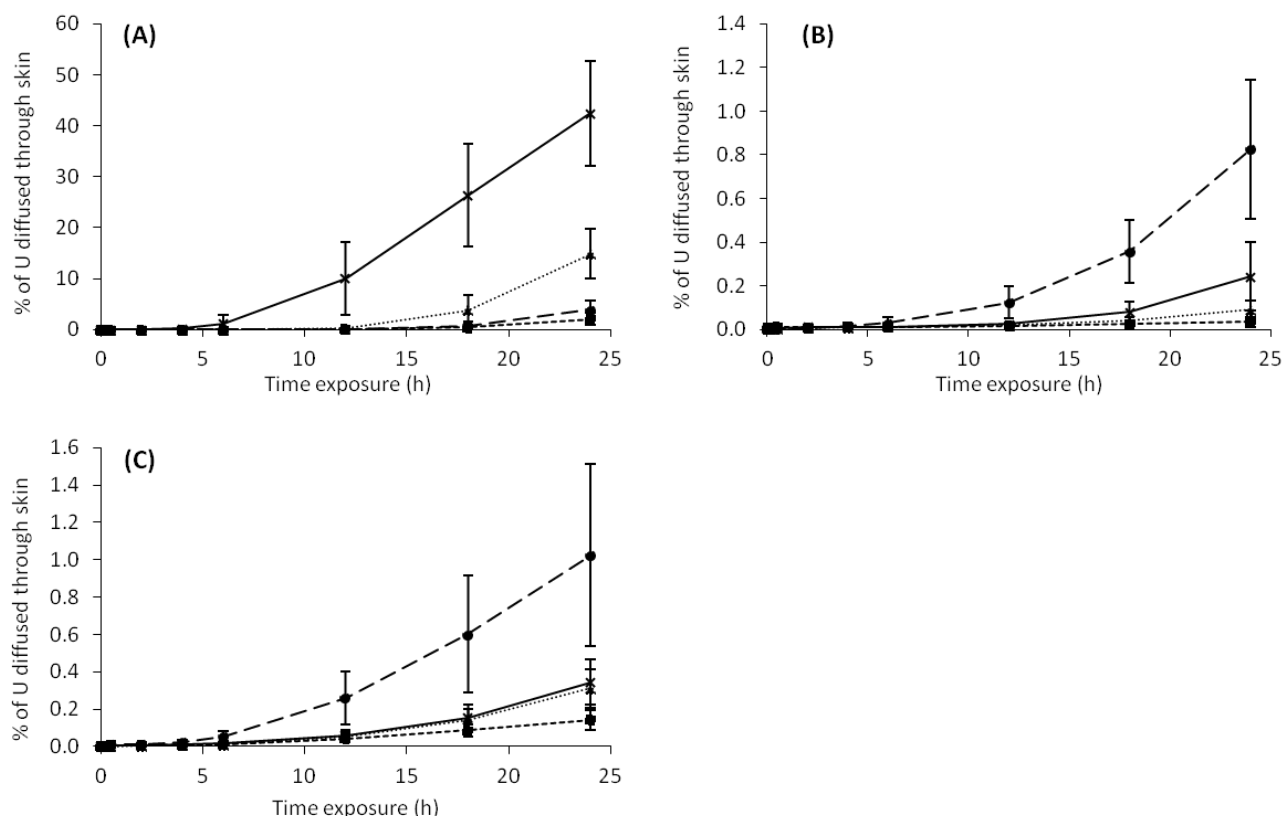 (A)
% of U diffused through skin
60
50
40
30
20
10
0
0 5 10 15 20 25
Time exposure (h)
(B)
% of U diffused through skin
1.4
1.2
1.0
0.8
0.6
0.4
0.2
0.0
0 5 10 15 20 25
Time exposure (h)
(C)
% of U diffused through skin
1.6
1.4
1.2
1.0
0.8
0.6
0.4
0.2
0.0
0 5 10 15 20 25
Time exposure (h)